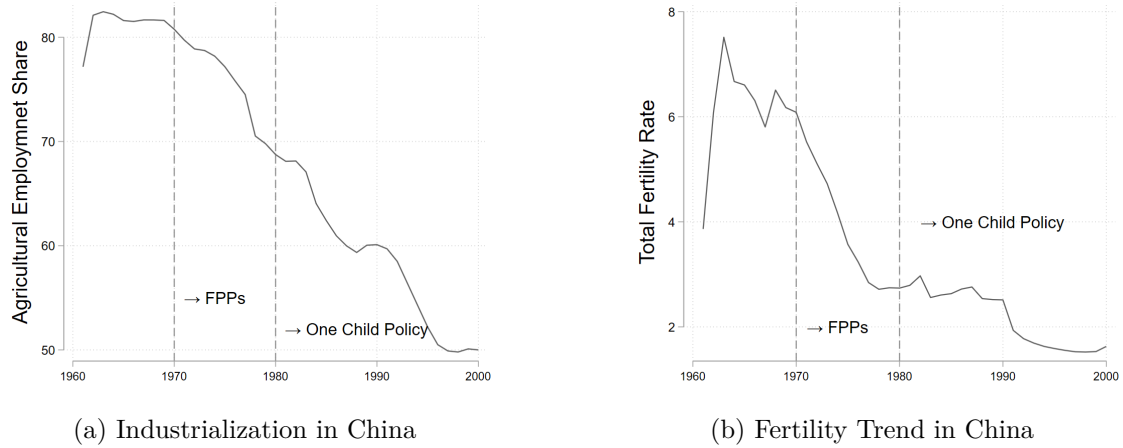 Agricultural Employmnet Share
80
70
60
50
→ FPPs
→ One Child Policy
1960
1970
1980
1990
2000
(a) Industrialization in China
Total Fertility Rate
8
6
4
2
→ One Child Policy
→ FPPs
1960
1970
1980
1990
2000
(b) Fertility Trend in China